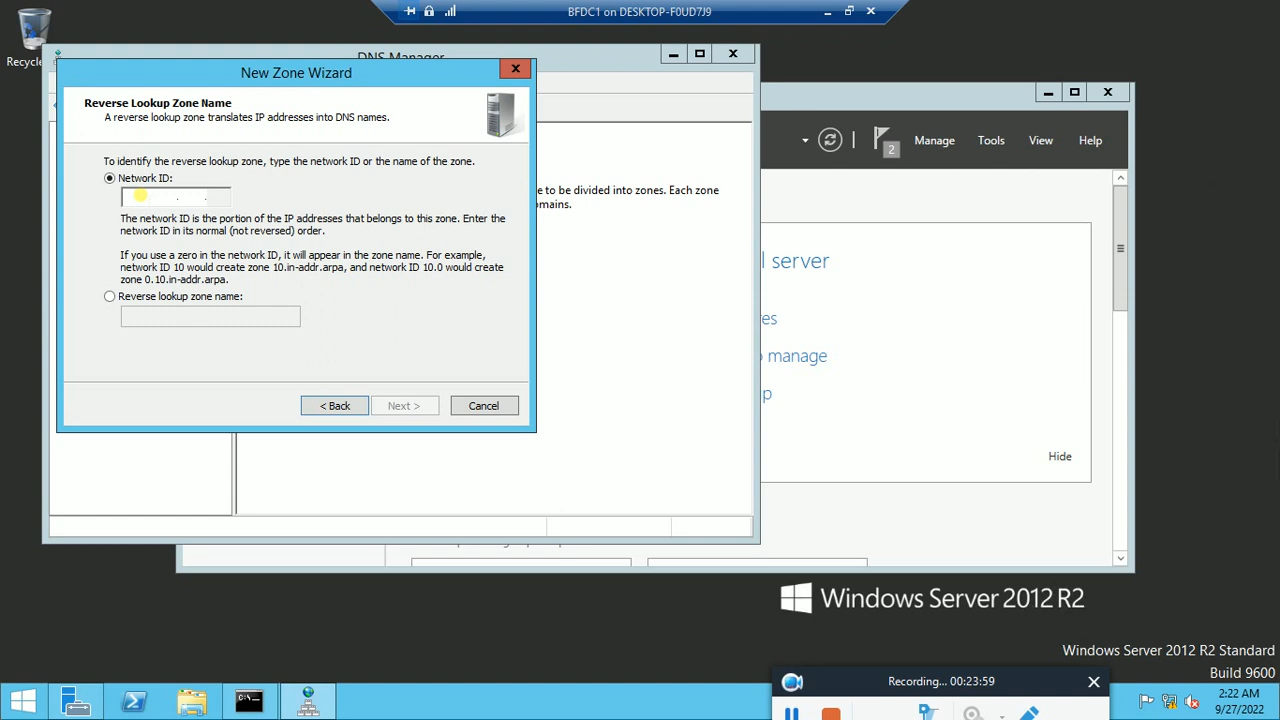 BFDC1 on DESKTOP-F0UD7J9
DNS Manager
New Zone Wizard
Reverse Lookup Zone Name
A reverse lookup zone translates IP addresses into DNS names.
To identify the reverse lookup zone, type the network ID or the name of the zone.
Network ID:
. .
The network ID is the portion of the IP addresses that belongs to this zone. Enter the
network ID in its normal (not reversed) order.
If you use a zero in the network ID, it will appear in the zone name. For example,
network ID 10 would create zone 10.in-addr.arpa, and network ID 10.0 would create
zone 0.10.in-addr.arpa.
Reverse lookup zone name:
< Back
Next >
Cancel
e to be divided into zones. Each zone
omains.
2
Manage
Tools
View
Help
l server
res
o manage
p
Hide
Windows Server 2012 R2
Windows Server 2012 R2 Standard
Build 9600
Recording... 00:23:59
2:22 AM
9/27/2022